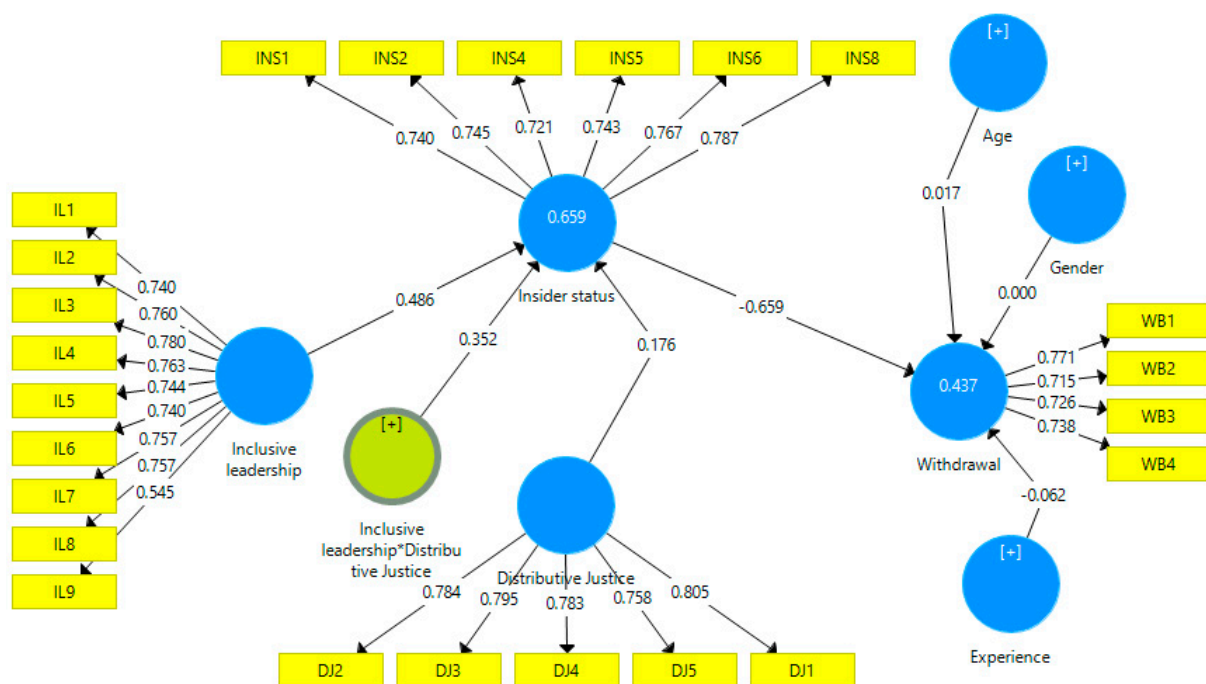 INS1 INS2 INS4 INS5 INS6 INS8
[+]
0.740 0.745 0.721 0.743 0.767 0.787
Age
[+]
0.017
IL1
IL2
IL3
IL4
IL5
IL6
IL7
IL8
IL9
0.740
0.760
0.780
0.763
0.744
0.740
0.757
0.757
0.545
Inclusive
leadership
0.659
Insider status
Gender
0.000
0.486
0.352
0.176
-0.659
[+]
Inclusive
leadership*Distribu
tive Justice
Distributive Justice
0.437
Withdrawal
0.771
0.715
0.726
0.738
WB1
WB2
WB3
WB4
-0.062
[+]
Experience
0.784 0.795 0.783 0.758 0.805
DJ2 DJ3 DJ4 DJ5 DJ1